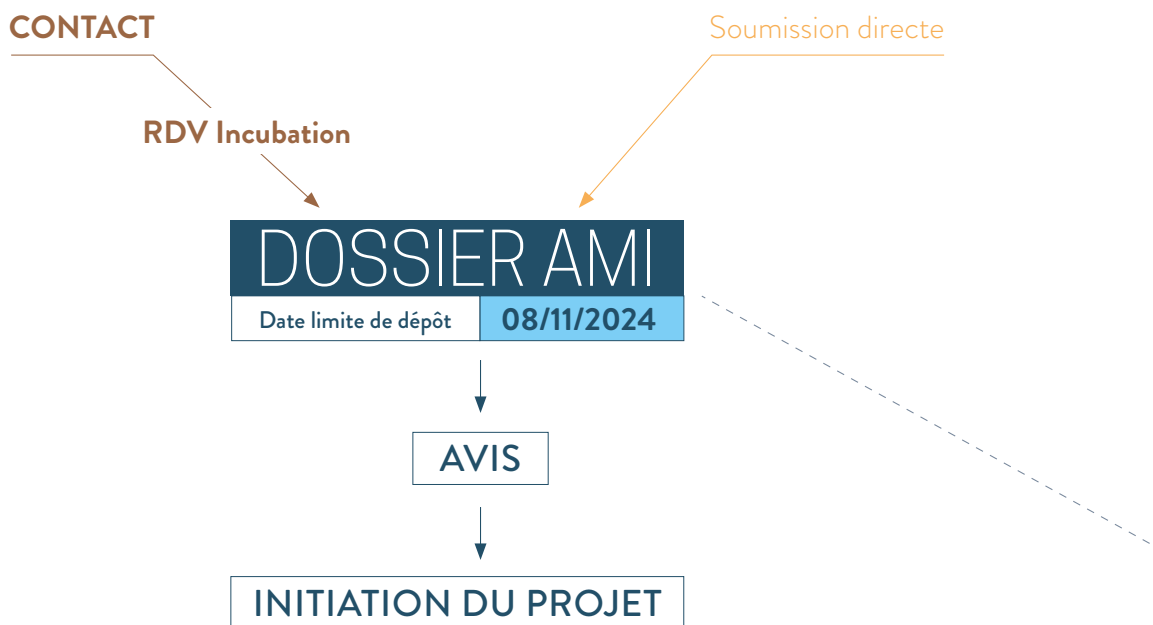 CONTACT
Soumission directe
RDV Incubation
DOSSIER AMI
Date limite de dépôt
08/11/2024
AVIS
INITIATION DU PROJET